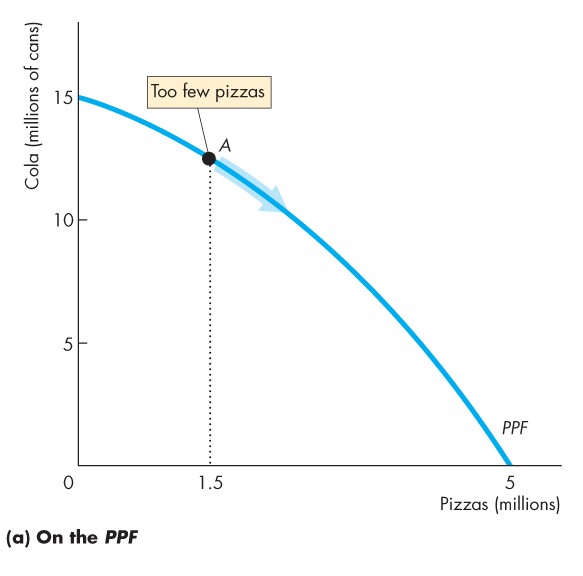 Cola (millions of cans)
15
Too few pizzas
A
10
5
PPF
0
1.5
5
Pizzas (millions)
(a) On the PPF